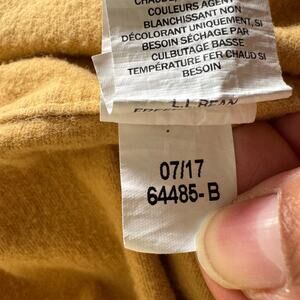 COULEURS AGENT
BLANCHISSANT NON
DÉCOLORANT UNIQUEMENT, SI
BESOIN SÉCHAGE PAR
CULBUTAGE BASSE
TEMPÉRATURE FER CHAUD SI
BESOIN
L.L.BEAN
07/17
64485-B